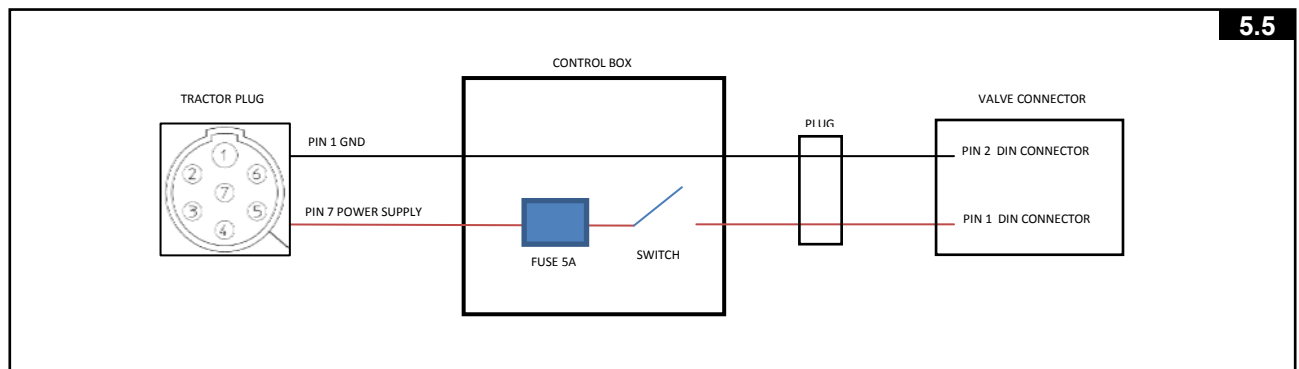 5.5
CONTROL BOX
TRACTOR PLUG
VALVE CONNECTOR
PLUG
PIN 1 GND
PIN 2 DIN CONNECTOR
1
2
6
7
3
5
4
PIN 7 POWER SUPPLY
PIN 1 DIN CONNECTOR
SWITCH
FUSE 5A